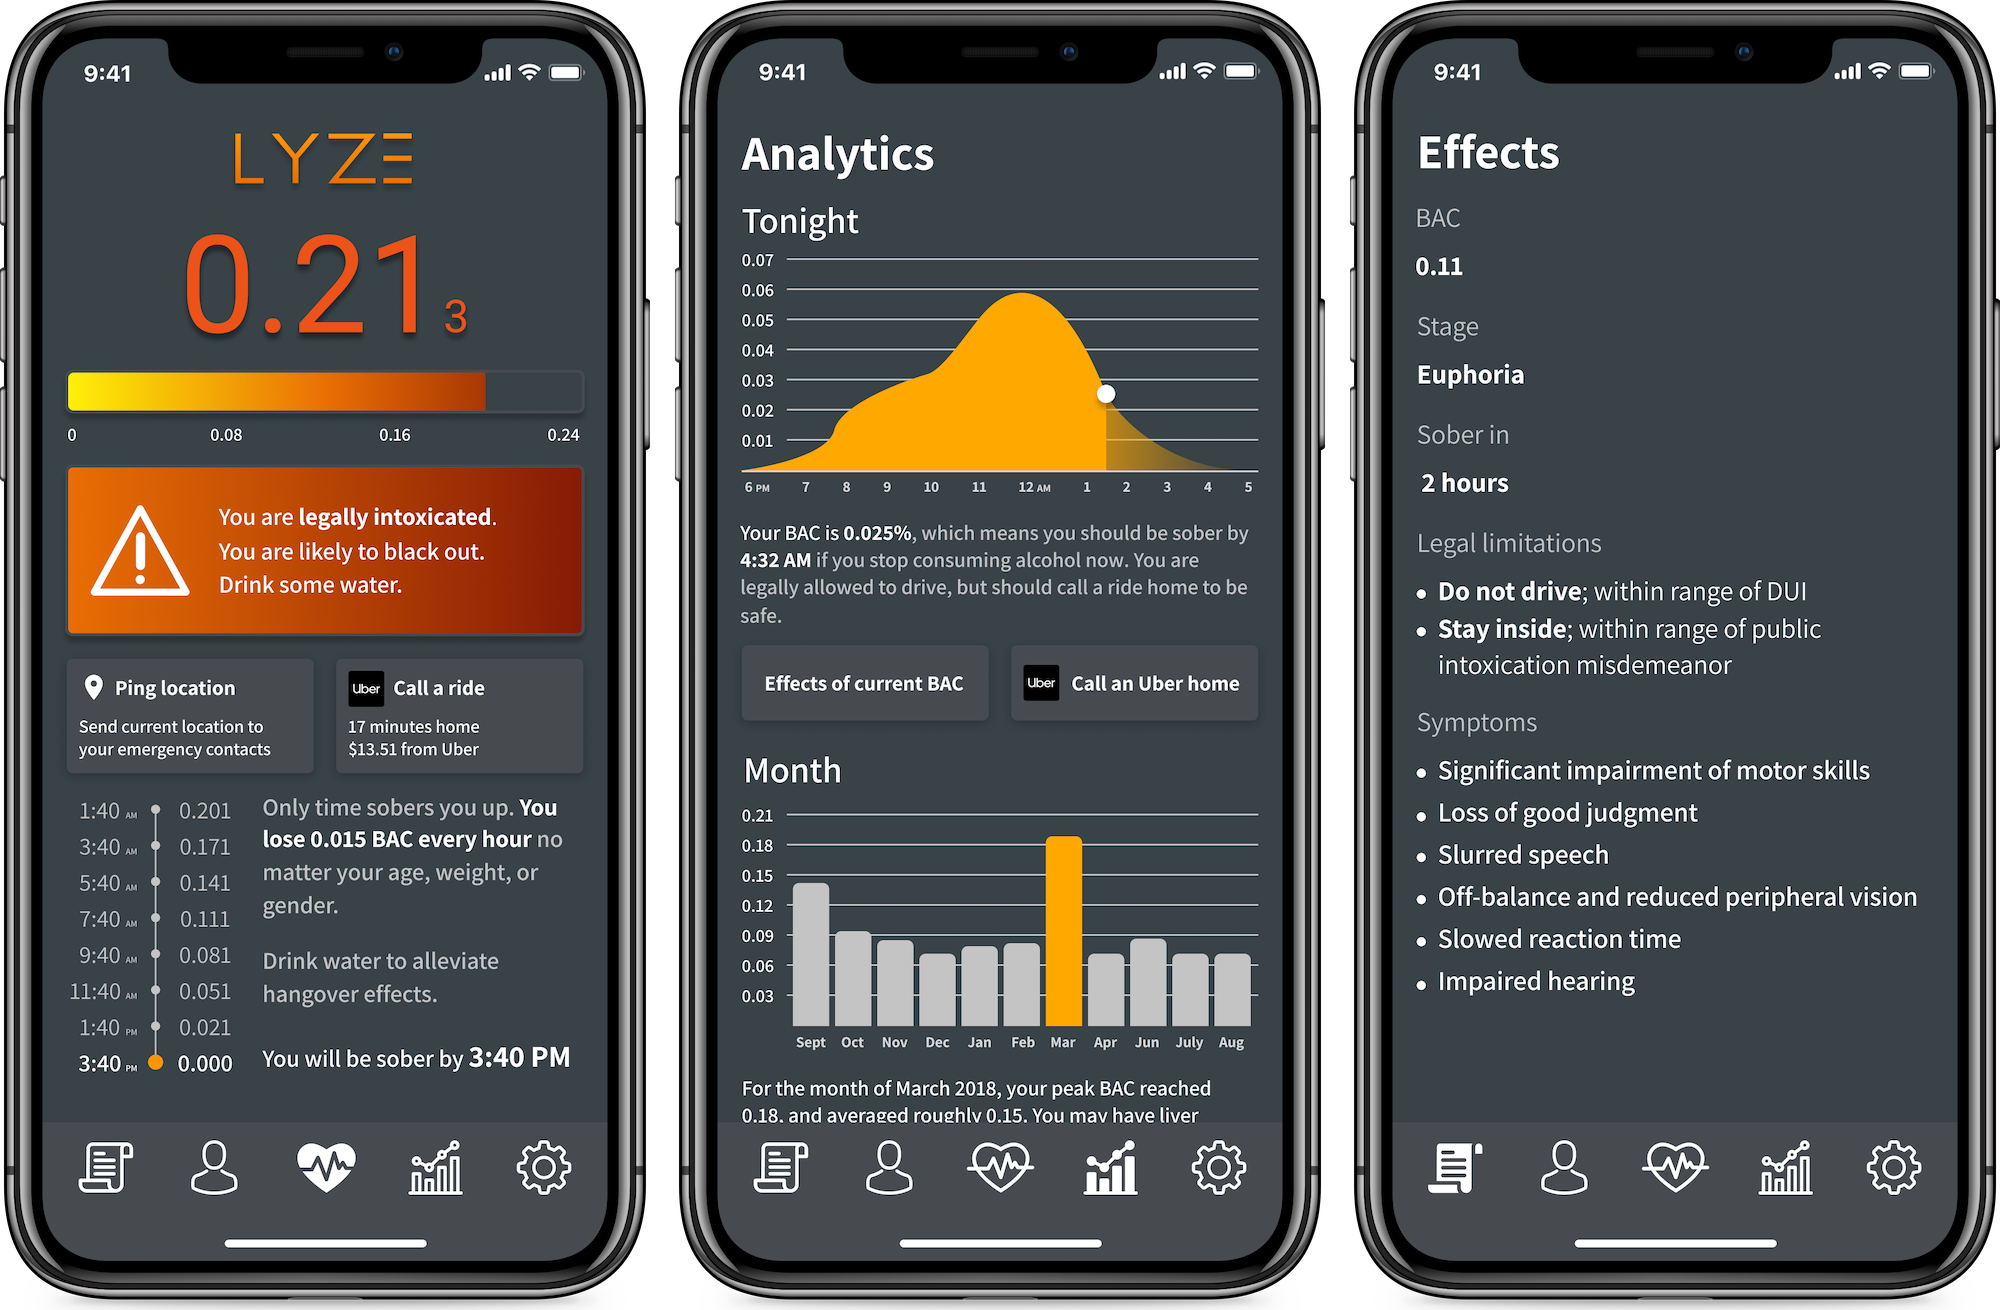 9:41
LYZE
0.213
0 0.08 0.16 0.24
You are legally intoxicated.
You are likely to black out.
Drink some water.
Ping location
Send current location to
your emergency contacts
Uber Call a ride
17 minutes home
$13.51 from Uber
1:40 AM 0.201
3:40 AM 0.171
5:40 AM 0.141
7:40 AM 0.111
9:40 AM 0.081
11:40 AM 0.051
1:40 PM 0.021
3:40 PM 0.000
Only time sobers you up. You
lose 0.015 BAC every hour no
matter your age, weight, or
gender.
Drink water to alleviate
hangover effects.
You will be sober by 3:40 PM
9:41
Analytics
Tonight
0.07
0.06
0.05
0.04
0.03
0.02
0.01
6 PM 7 8 9 10 11 12 AM 1 2 3 4 5
Your BAC is 0.025%, which means you should be sober by
4:32 AM if you stop consuming alcohol now. You are
legally allowed to drive, but should call a ride home to be
safe.
Effects of current BAC
Uber Call an Uber home
Month
0.21
0.18
0.15
0.12
0.09
0.06
0.03
Sept Oct Nov Dec Jan Feb Mar Apr Jun July Aug
For the month of March 2018, your peak BAC reached
0.18, and averaged roughly 0.15. You may have liver
9:41
Effects
BAC
0.11
Stage
Euphoria
Sober in
2 hours
Legal limitations
• Do not drive; within range of DUI
• Stay inside; within range of public
intoxication misdemeanor
Symptoms
• Significant impairment of motor skills
• Loss of good judgment
• Slurred speech
• Off-balance and reduced peripheral vision
• Slowed reaction time
• Impaired hearing